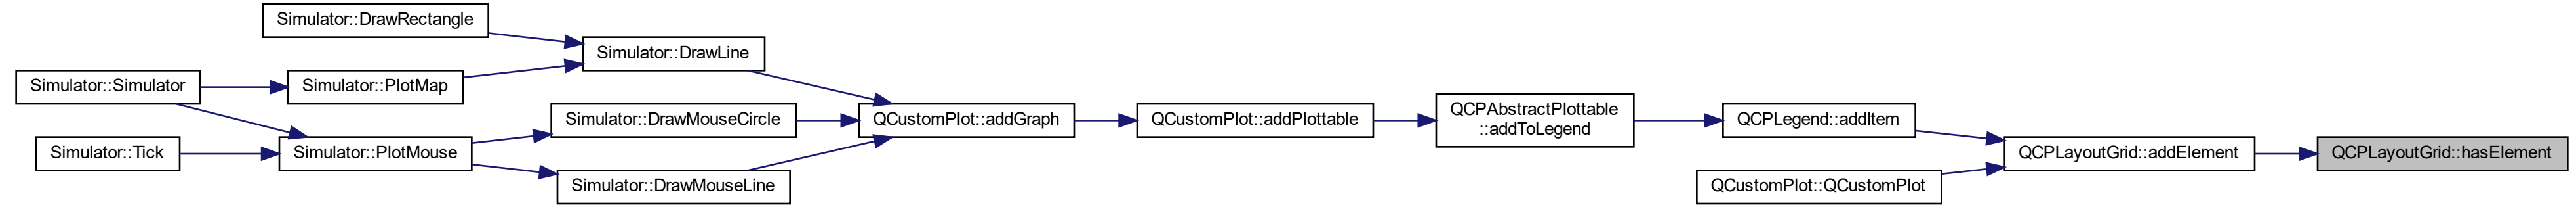 Simulator::DrawRectangle
Simulator::DrawLine
Simulator::Simulator
Simulator::PlotMap
QCPAbstractPlottable
::addToLegend
Simulator::DrawMouseCircle
QCustomPlot::addGraph
QCustomPlot::addPlottable
QCPLegend::addItem
Simulator::Tick
Simulator::PlotMouse
QCPLayoutGrid::addElement
QCPLayoutGrid::hasElement
Simulator::DrawMouseLine
QCustomPlot::QCustomPlot